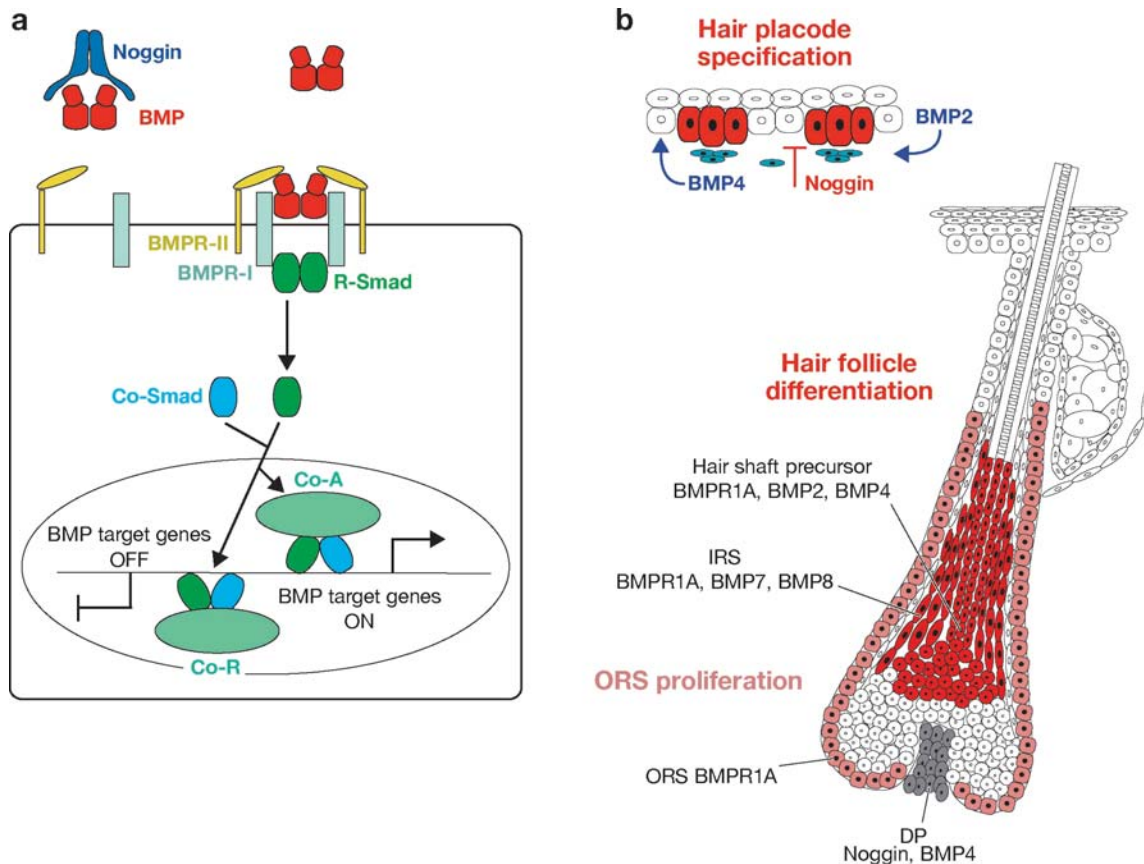 a
Noggin
BMP
BMPR-II
BMPR-I
R-Smad
Co-Smad
Co-A
BMP target genes
OFF
BMP target genes
ON
Co-R
b
Hair placode
specification
BMP2
BMP4
Noggin
Hair follicle
differentiation
Hair shaft precursor
BMPR1A, BMP2, BMP4
IRS
BMPR1A, BMP7, BMP8
ORS proliferation
ORS BMPR1A
DP
Noggin, BMP4